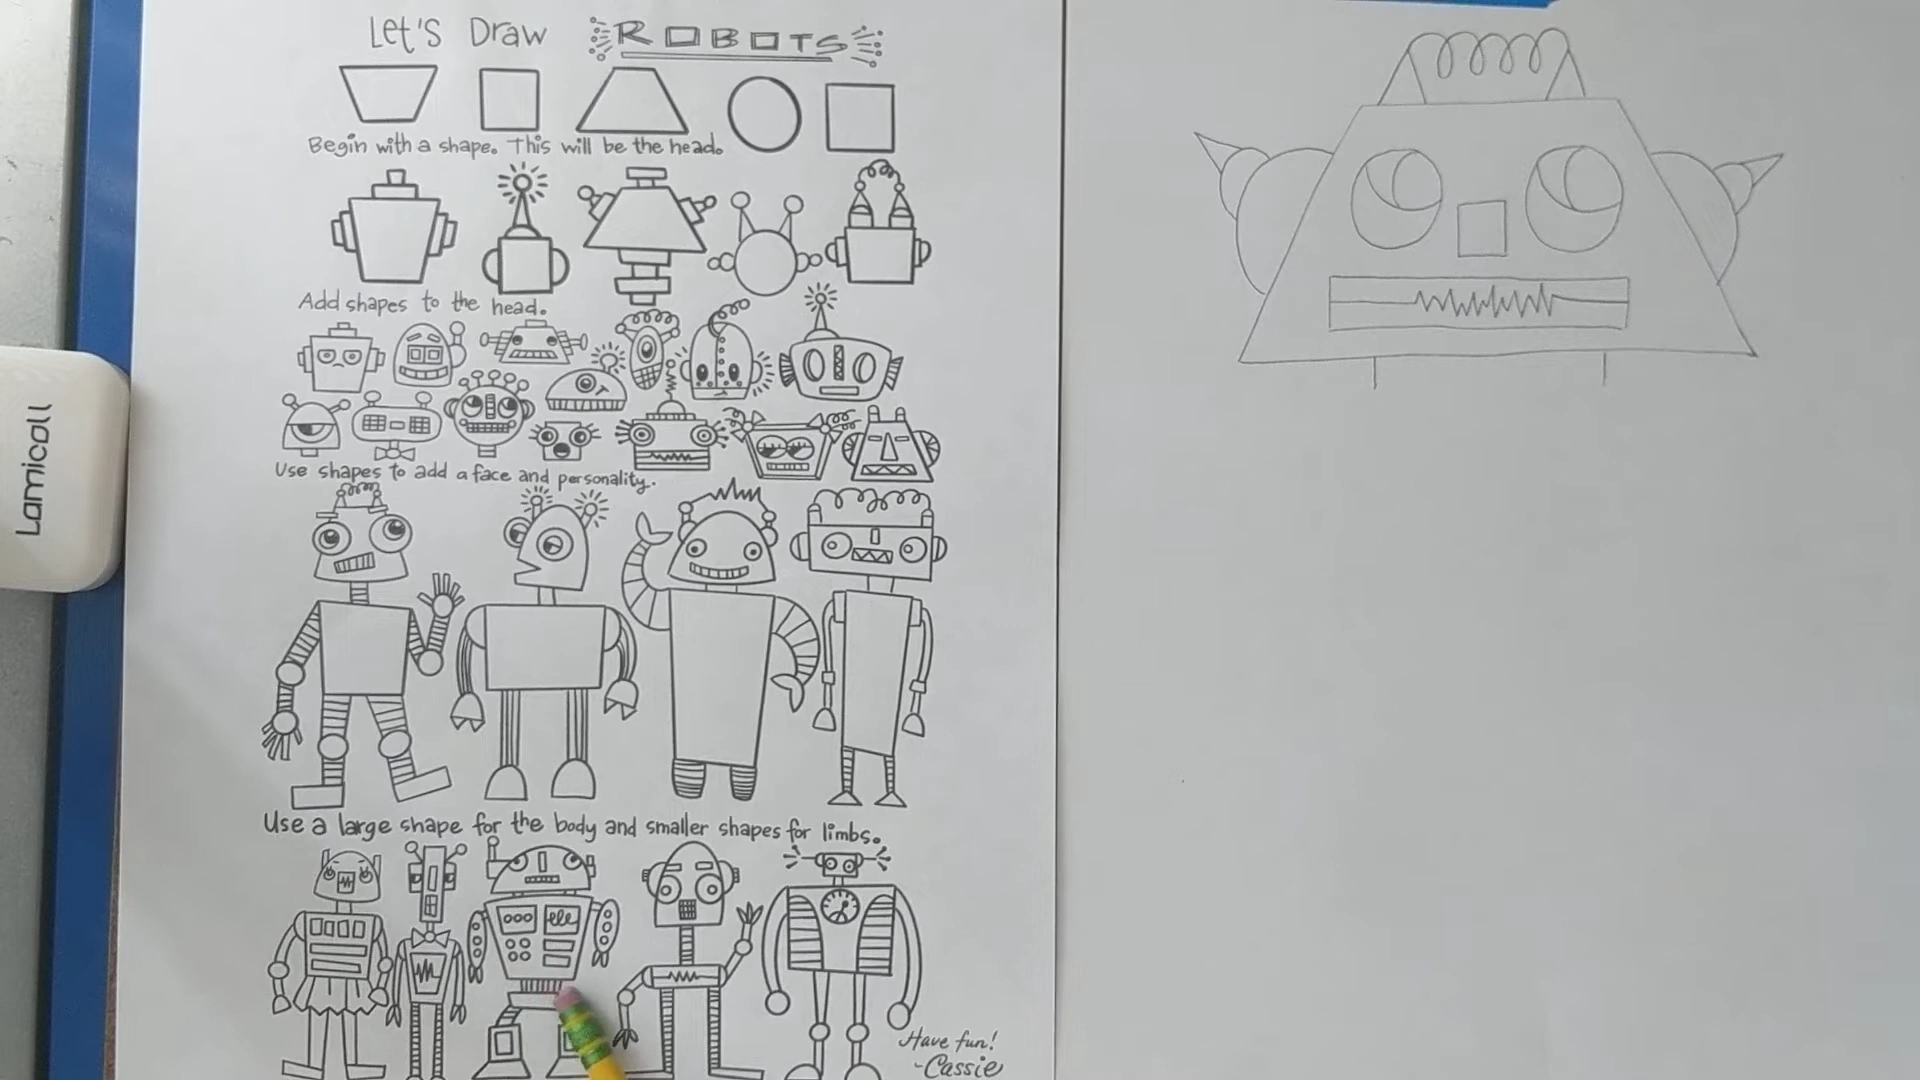 Let's Draw ROBOTS
Begin with a shape. This will be the head.
Add shapes to the head.
Use shapes to add a face and personality.
Use a large shape for the body and smaller shapes for limbs.
Have fun!
-Cassie
Lamicall